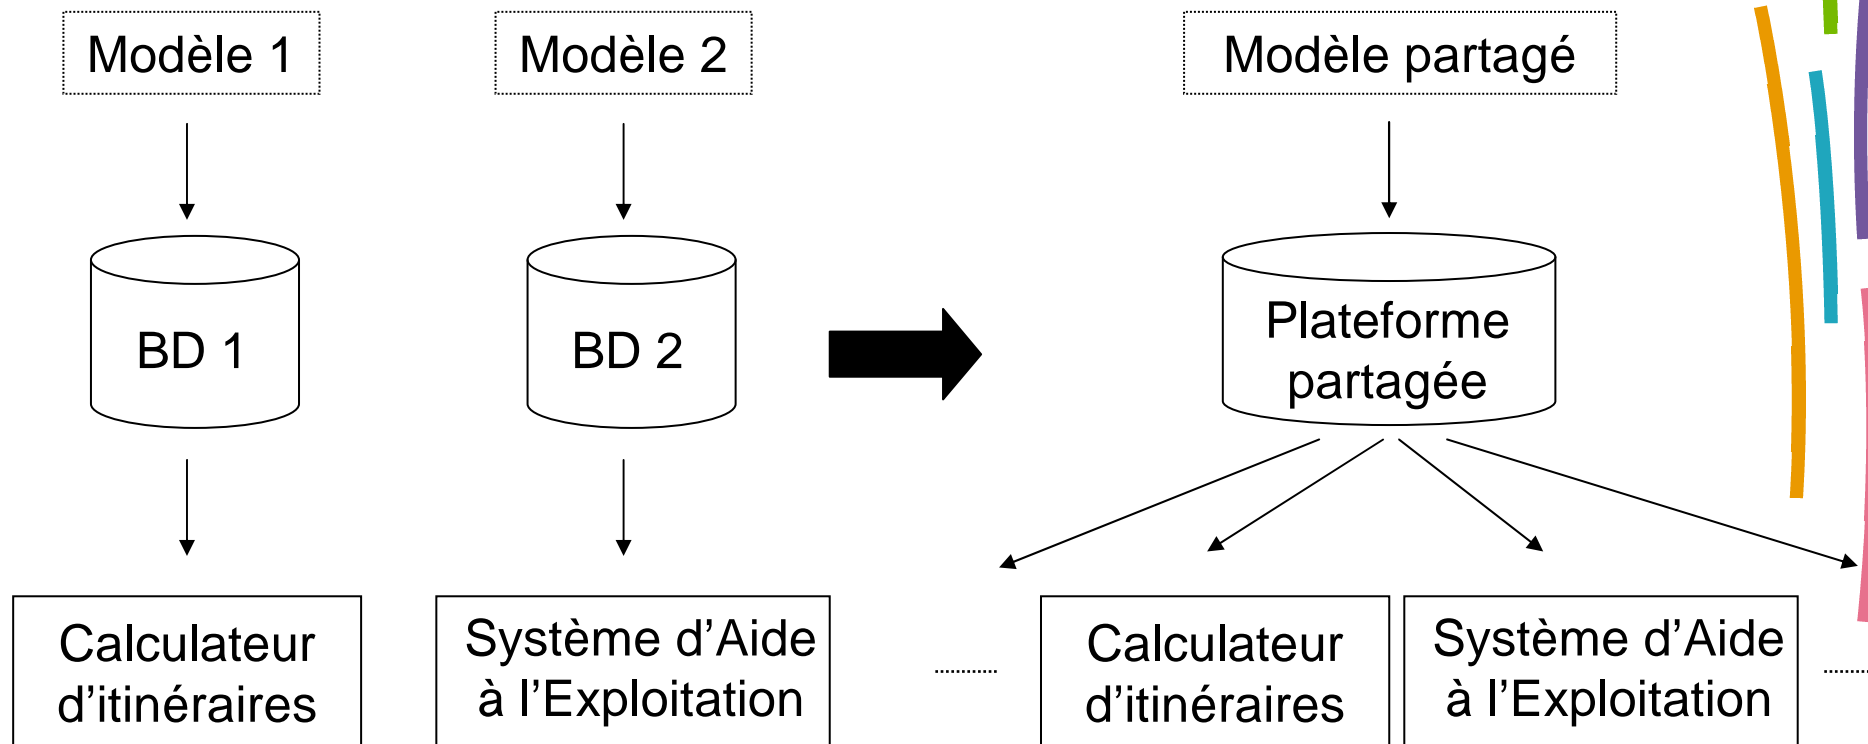 Modèle 1
Modèle 2
Modèle partagé
BD 1
BD 2
Plateforme
partagée
Calculateur
d'itinéraires
Système d’Aide
à l’Exploitation
Calculateur
d'itinéraires
Système d’Aide
à l’Exploitation